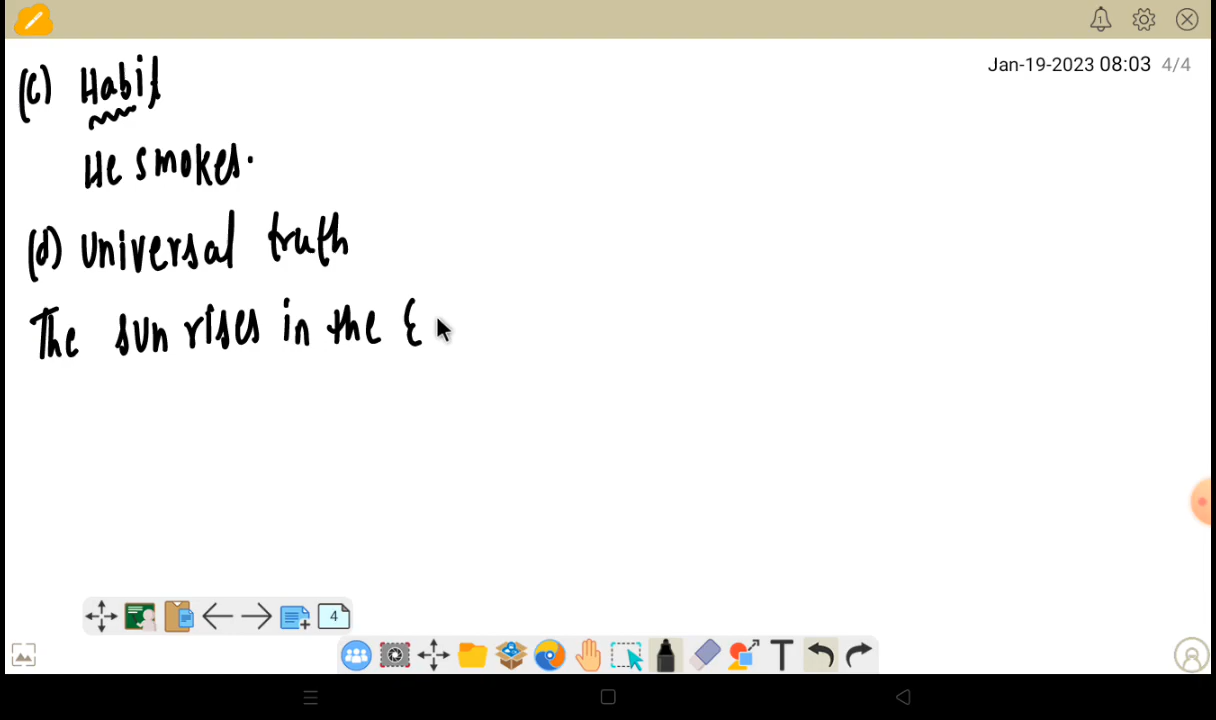 Jan-19-2023 08:03 4/4
(c) Habit
He smokes.
(d) Universal truth
The sun rises in the E
4